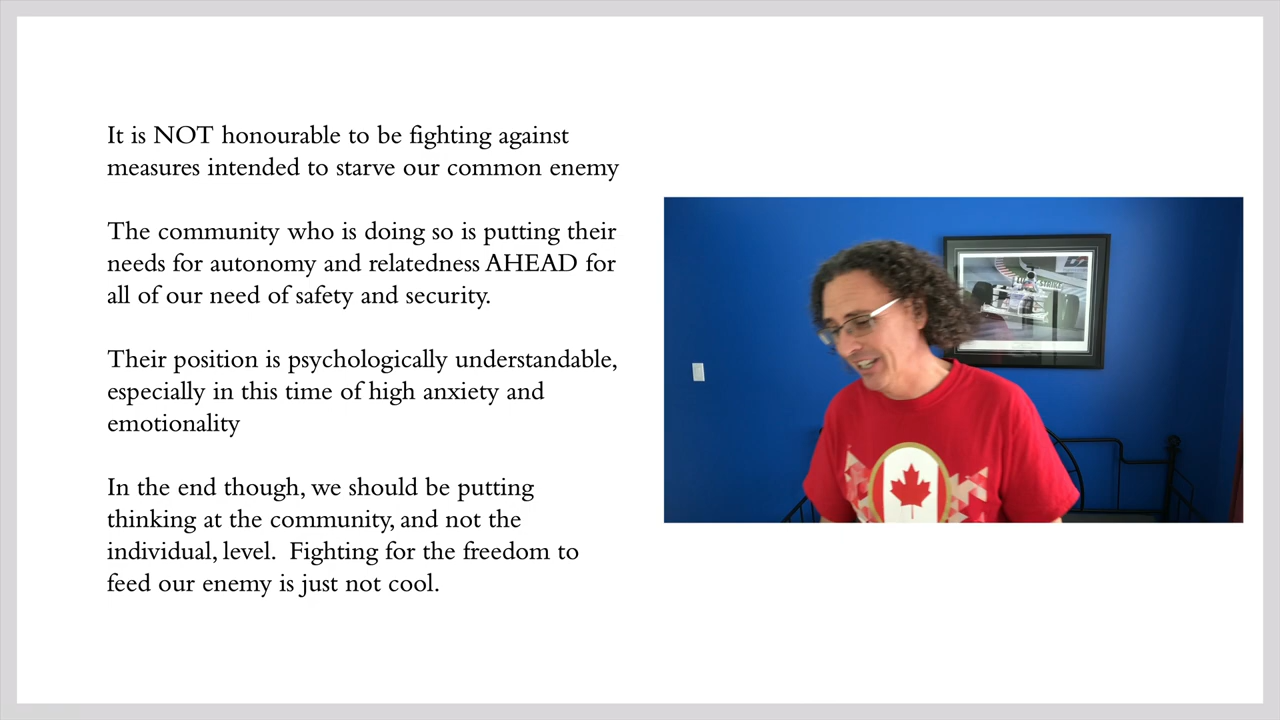 It is NOT honourable to be fighting against
measures intended to starve our common enemy
The community who is doing so is putting their
needs for autonomy and relatedness AHEAD for
all of our need of safety and security.
Their position is psychologically understandable,
especially in this time of high anxiety and
emotionality
In the end though, we should be putting
thinking at the community, and not the
individual, level.  Fighting for the freedom to
feed our enemy is just not cool.